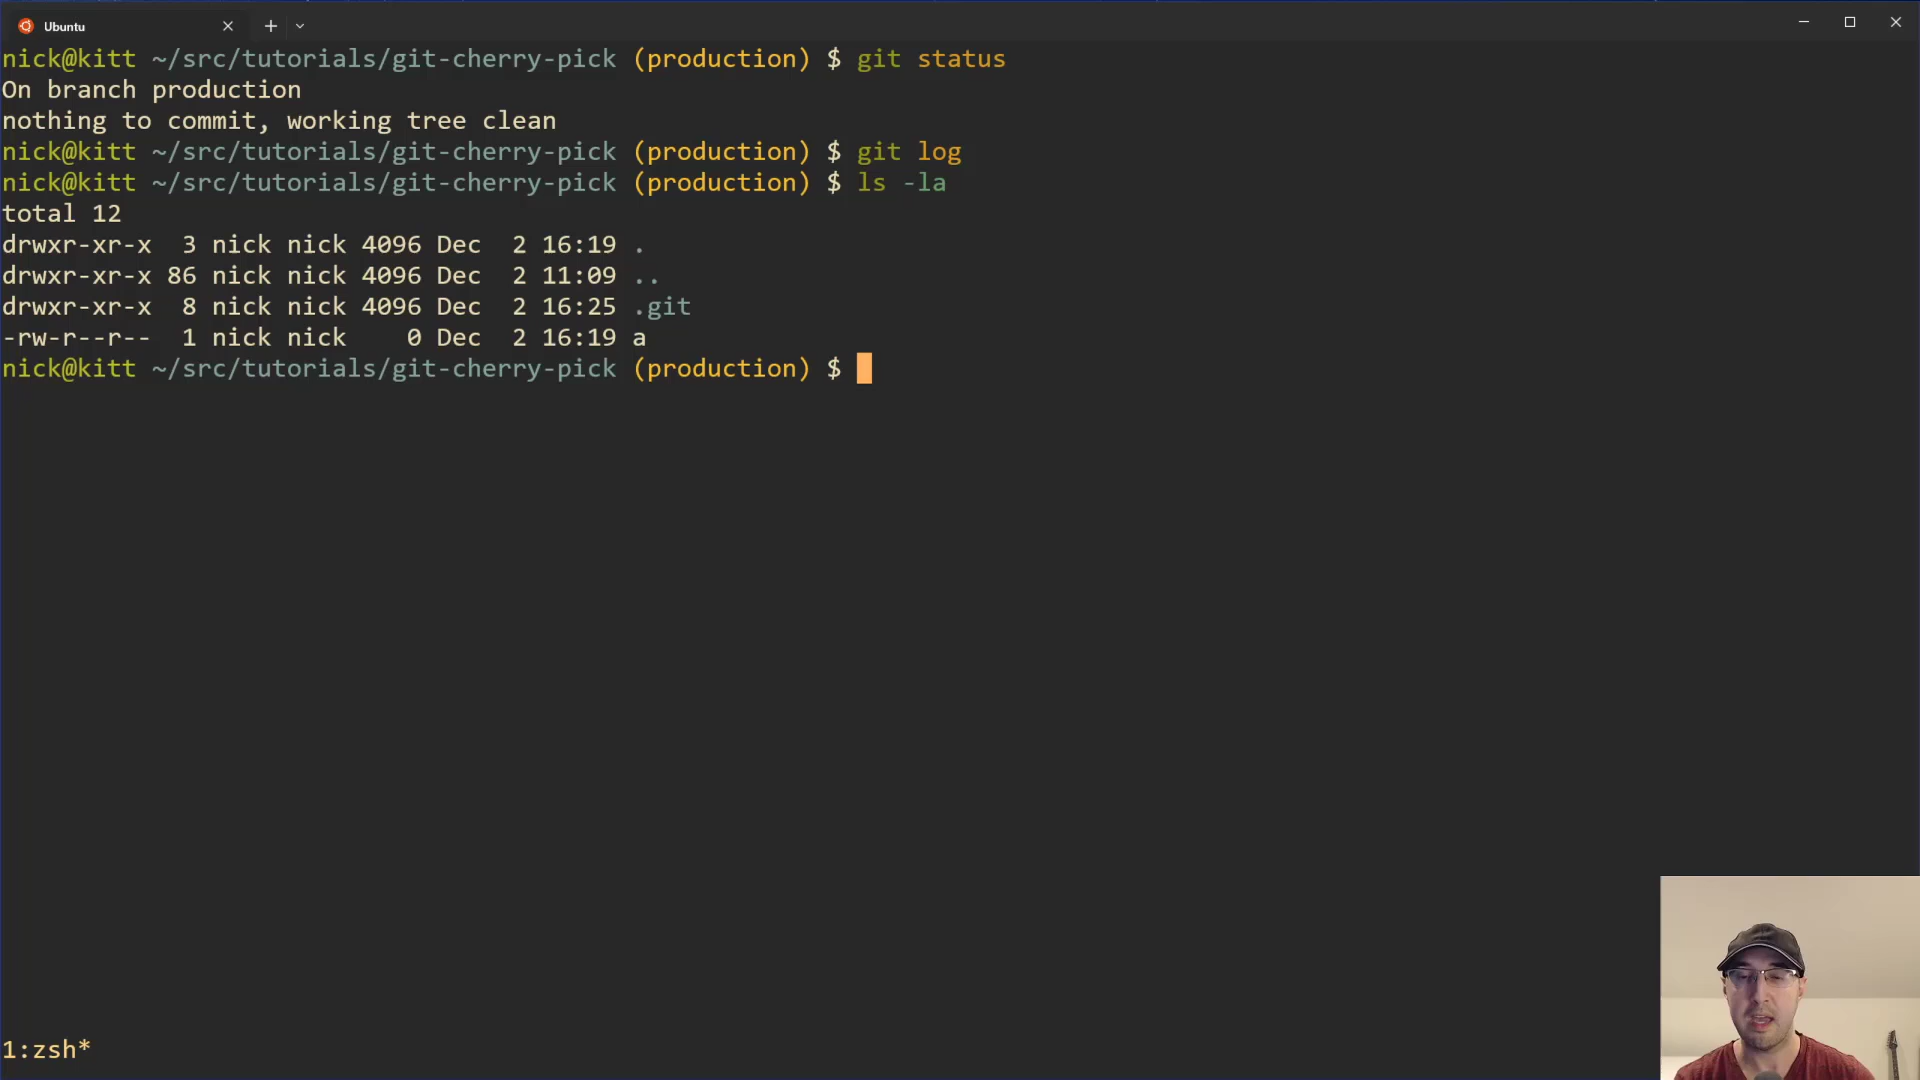 Ubuntu
nick@kitt ~/src/tutorials/git-cherry-pick (production) $ git status
On branch production
nothing to commit, working tree clean
nick@kitt ~/src/tutorials/git-cherry-pick (production) $ git log
nick@kitt ~/src/tutorials/git-cherry-pick (production) $ ls -la
total 12
drwxr-xr-x  3 nick nick 4096 Dec  2 16:19 .
drwxr-xr-x 86 nick nick 4096 Dec  2 11:09 ..
drwxr-xr-x  8 nick nick 4096 Dec  2 16:25 .git
-rw-r--r--  1 nick nick    0 Dec  2 16:19 a
nick@kitt ~/src/tutorials/git-cherry-pick (production) $
1:zsh*